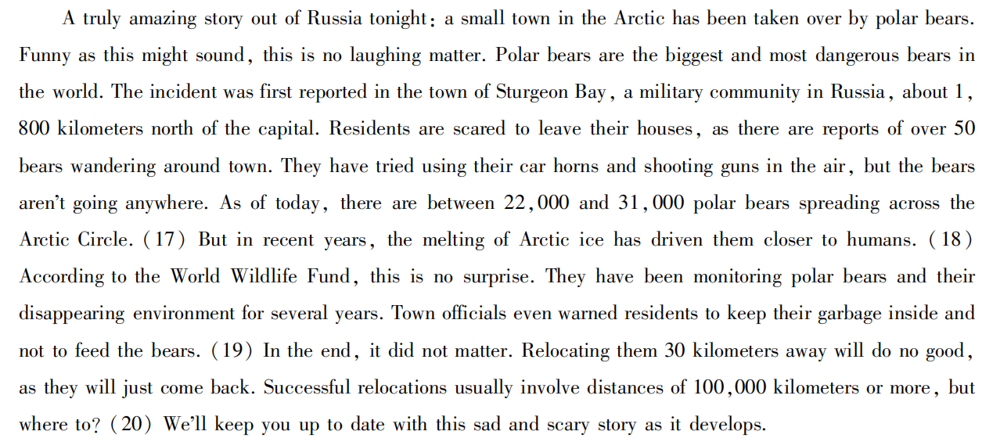 A truly amazing story out of Russia tonight: a small town in the Arctic has been taken over by polar bears.
Funny as this might sound, this is no laughing matter. Polar bears are the biggest and most dangerous bears in
the world. The incident was first reported in the town of Sturgeon Bay, a military community in Russia, about 1,
800 kilometers north of the capital. Residents are scared to leave their houses, as there are reports of over 50
bears wandering around town. They have tried using their car horns and shooting guns in the air, but the bears
aren't going anywhere. As of today, there are between 22,000 and 31,000 polar bears spreading across the
Arctic Circle. (17) But in recent years, the melting of Arctic ice has driven them closer to humans. (18)
According to the World Wildlife Fund, this is no surprise. They have been monitoring polar bears and their
disappearing environment for several years. Town officials even warned residents to keep their garbage inside and
not to feed the bears. (19) In the end, it did not matter. Relocating them 30 kilometers away will do no good,
as they will just come back. Successful relocations usually involve distances of 100,000 kilometers or more, but
where to? (20) We'll keep you up to date with this sad and scary story as it develops.